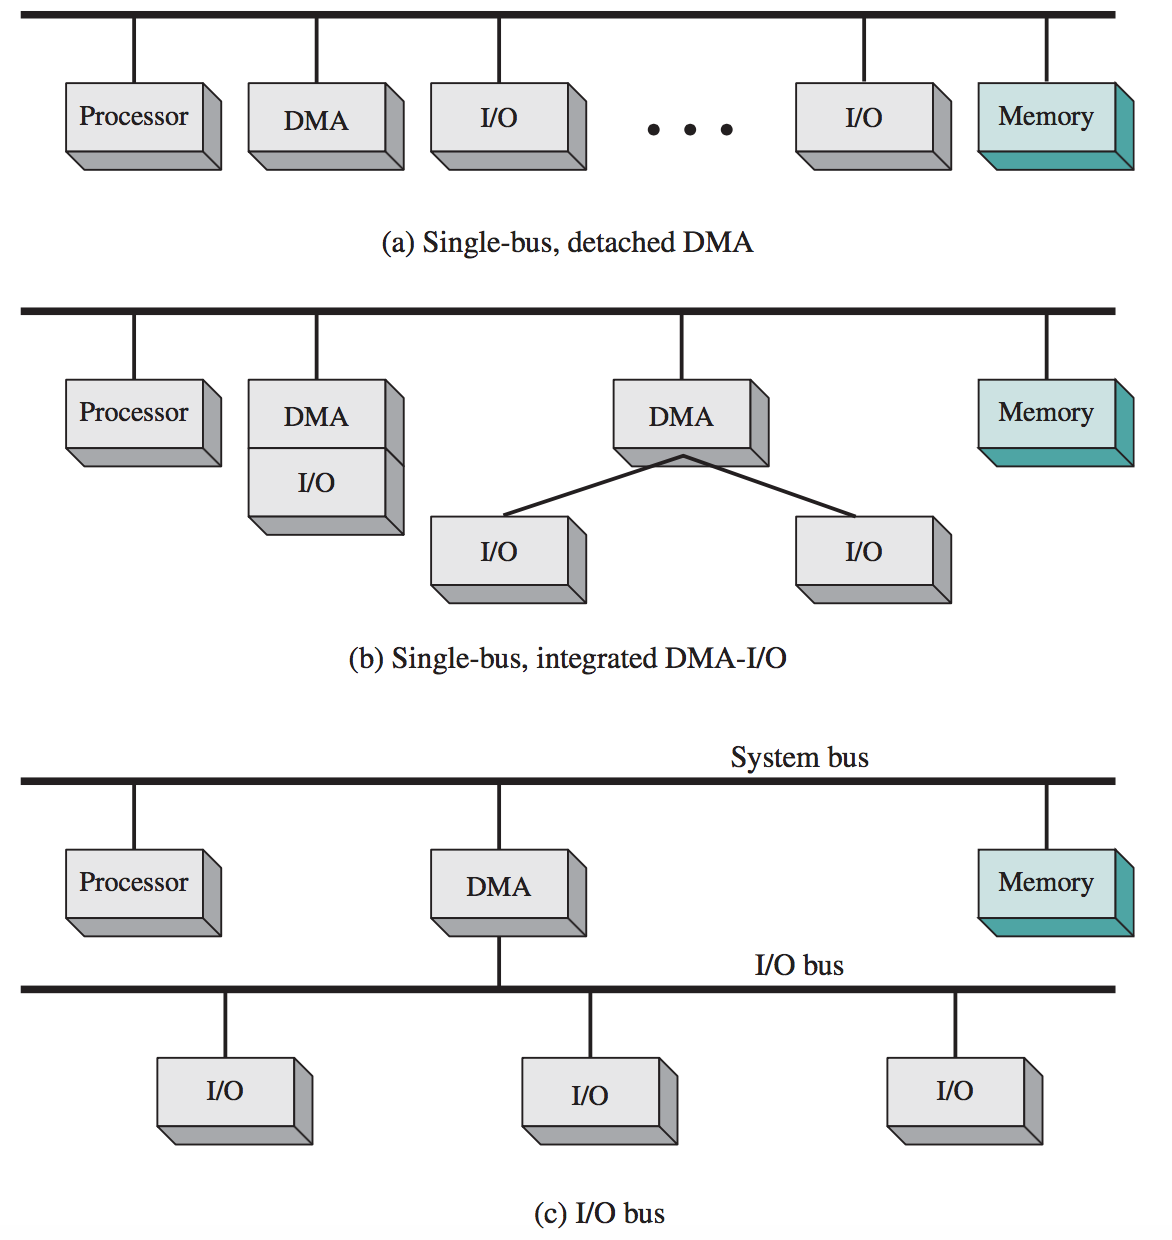 Processor
DMA
I/O
I/O
Memory
(a) Single-bus, detached DMA
Processor
DMA
DMA
Memory
I/O
I/O
I/O
(b) Single-bus, integrated DMA-I/O
System bus
Processor
DMA
Memory
I/O bus
I/O
I/O
I/O
(c) I/O bus